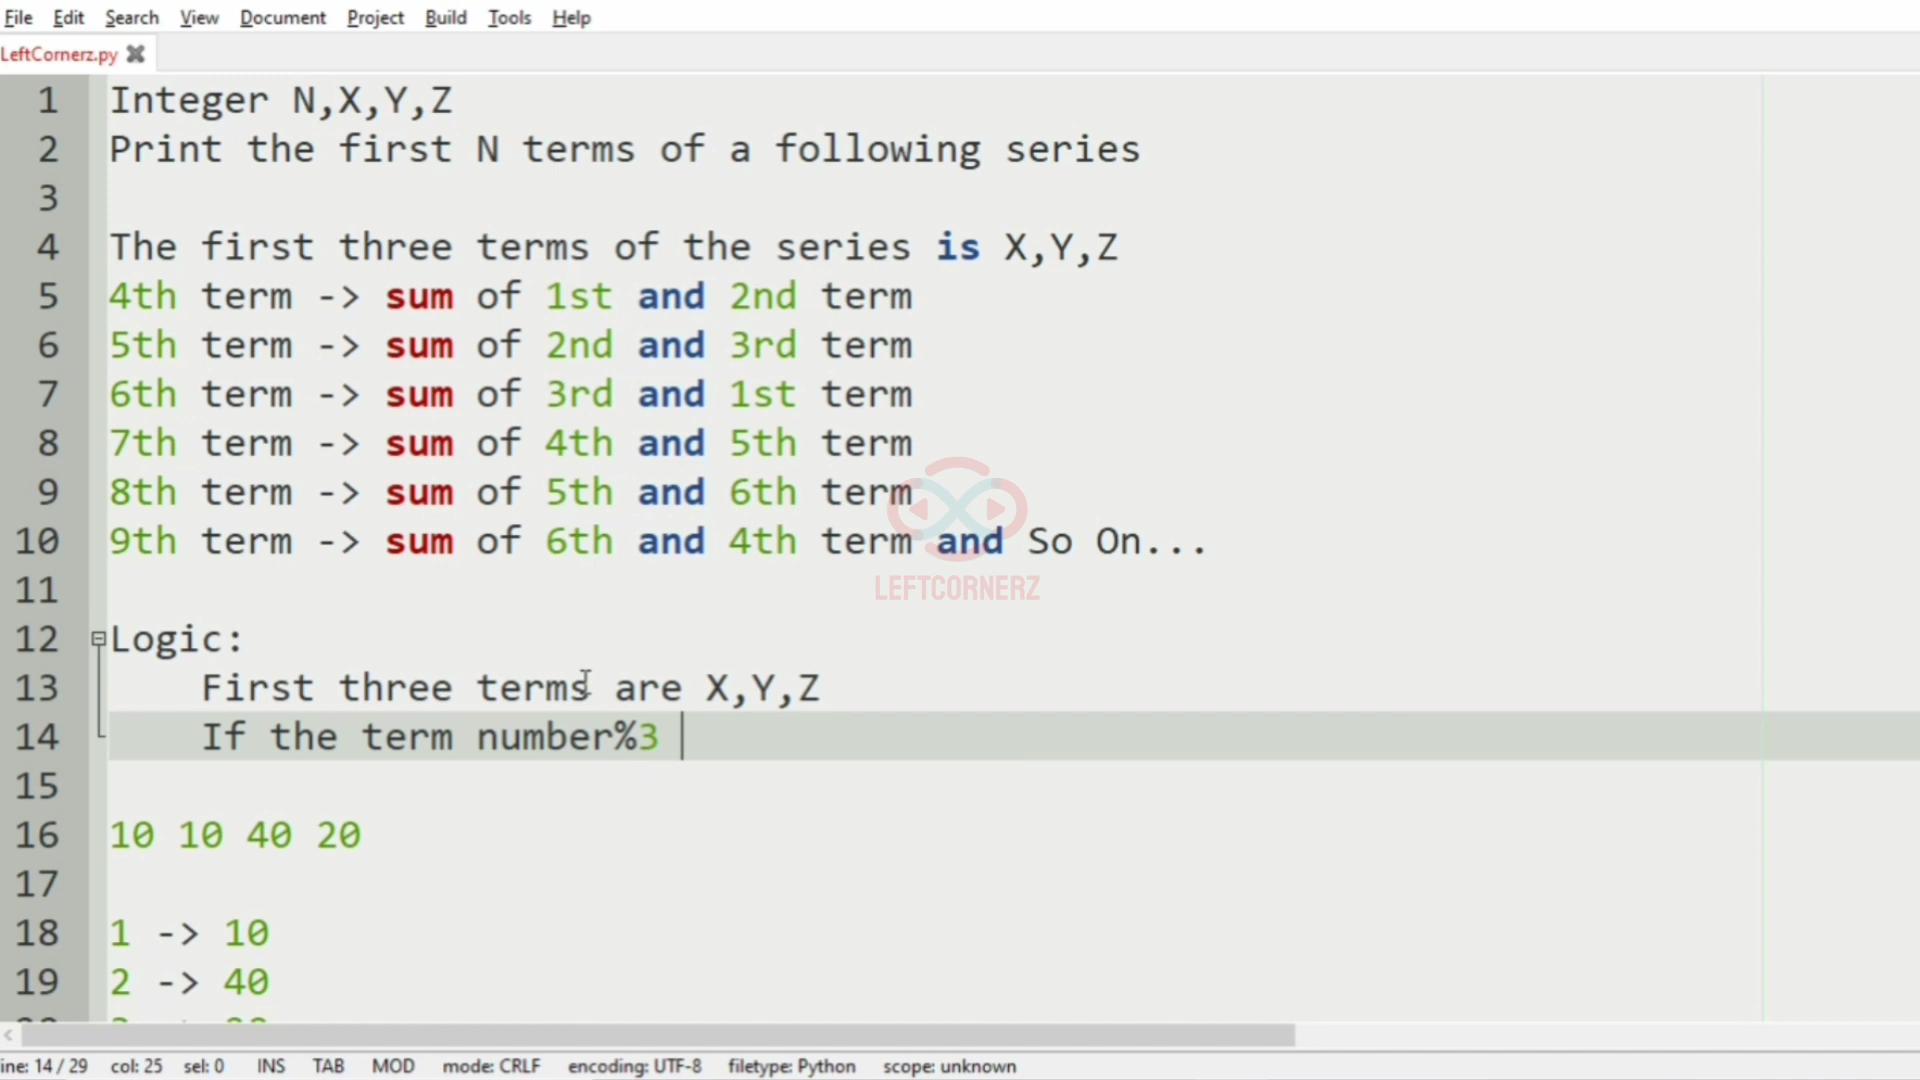 File Edit Search View Document Project Build Tools Help
LeftCornerz.py
1 Integer N,X,Y,Z
2 Print the first N terms of a following series
3
4 The first three terms of the series is X,Y,Z
5 4th term -> sum of 1st and 2nd term
6 5th term -> sum of 2nd and 3rd term
7 6th term -> sum of 3rd and 1st term
8 7th term -> sum of 4th and 5th term
9 8th term -> sum of 5th and 6th term
10 9th term -> sum of 6th and 4th term and So On...
LEFTCORNERZ
11
12 Logic:
13 First three terms are X,Y,Z
14 If the term number%3
15
16 10 10 40 20
17
18 1 -> 10
19 2 -> 40
ine: 14 / 29 col: 25 sel: 0 INS TAB MOD mode: CRLF encoding: UTF-8 filetype: Python scope: unknown